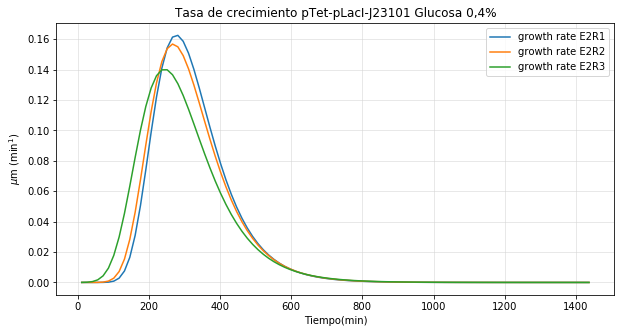 Tasa de crecimiento pTet-pLacI-J23101 Glucosa 0,4%
growth rate E2R1
growth rate E2R2
growth rate E2R3
μm (min¹)
0.16
0.14
0.12
0.10
0.08
0.06
0.04
0.02
0.00
0 200 400 600 800 1000 1200 1400
Tiempo(min)